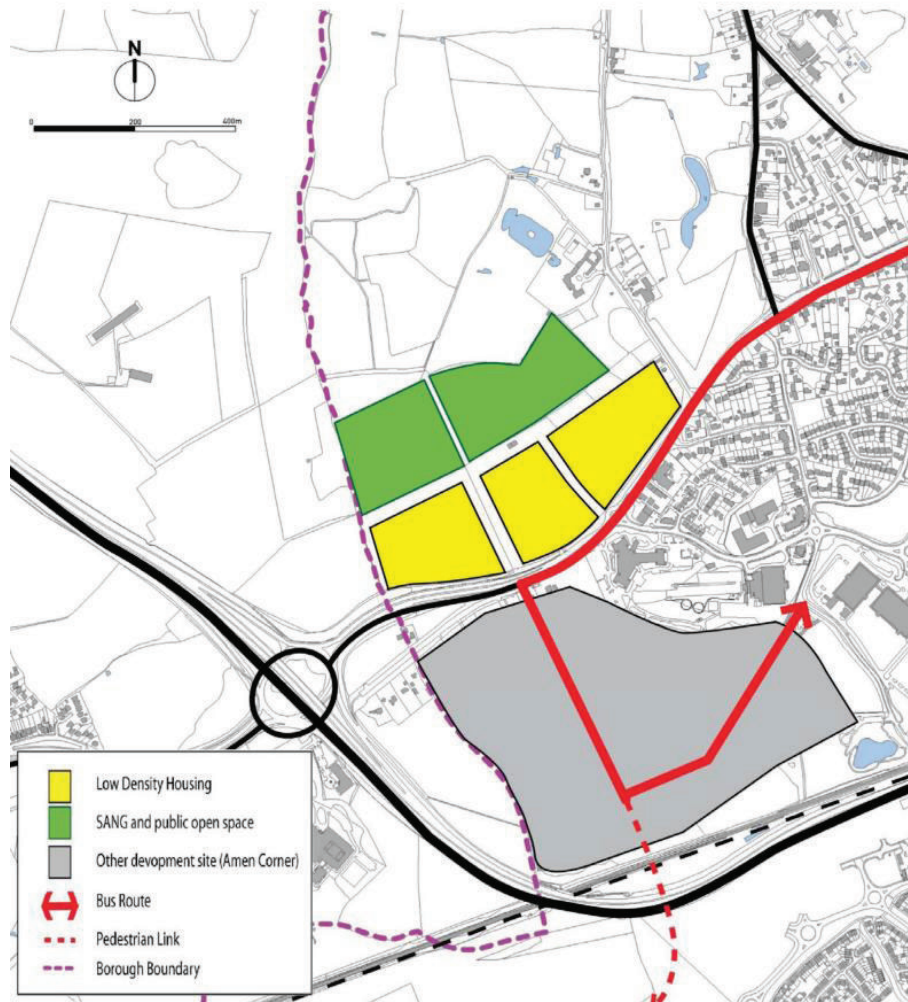 N
0 200 400m
Low Density Housing
SANG and public open space
Other devopment site (Amen Corner)
Bus Route
Pedestrian Link
Borough Boundary